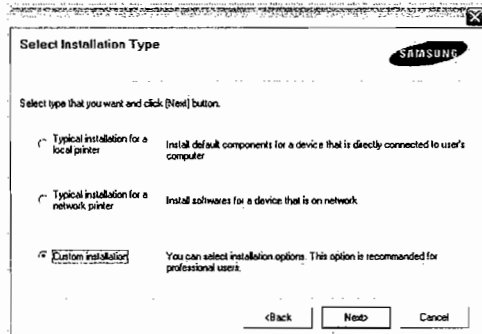 Select Installation Type
SAMSUNG
Select type that you want and click [Next] button.
Typical installation for a
local printer
Install default components for a device that is directly connected to user's
computer
Typical installation for a
network printer
Install softwares for a device that is on network
Custom installation
You can select installation options. This option is recommanded for
professional users.
<Back
Next>
Cancel